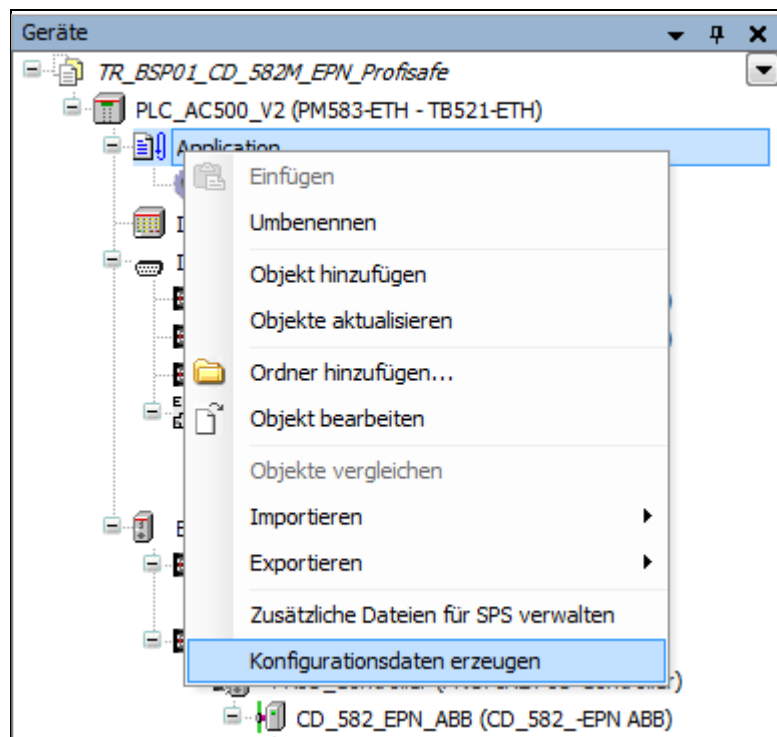 Geräte
TR_BSP01_CD_582M_EPN_Profisafe
PLC_AC500_V2 (PM583-ETH - TB521-ETH)
Application
Einfügen
Umbenennen
Objekt hinzufügen
Objekte aktualisieren
Ordner hinzufügen...
Objekt bearbeiten
Objekte vergleichen
Importieren
Exportieren
Zusätzliche Dateien für SPS verwalten
Konfigurationsdaten erzeugen
CD_582_EPN_ABB (CD_582_-EPN ABB)